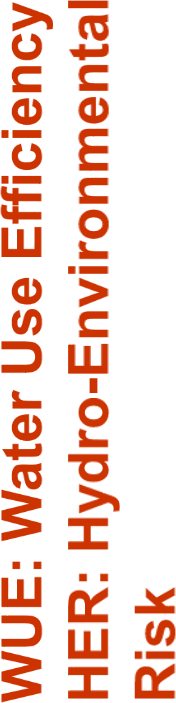 WUE: Water Use Efficiency
HER: Hydro-Environmental
Risk